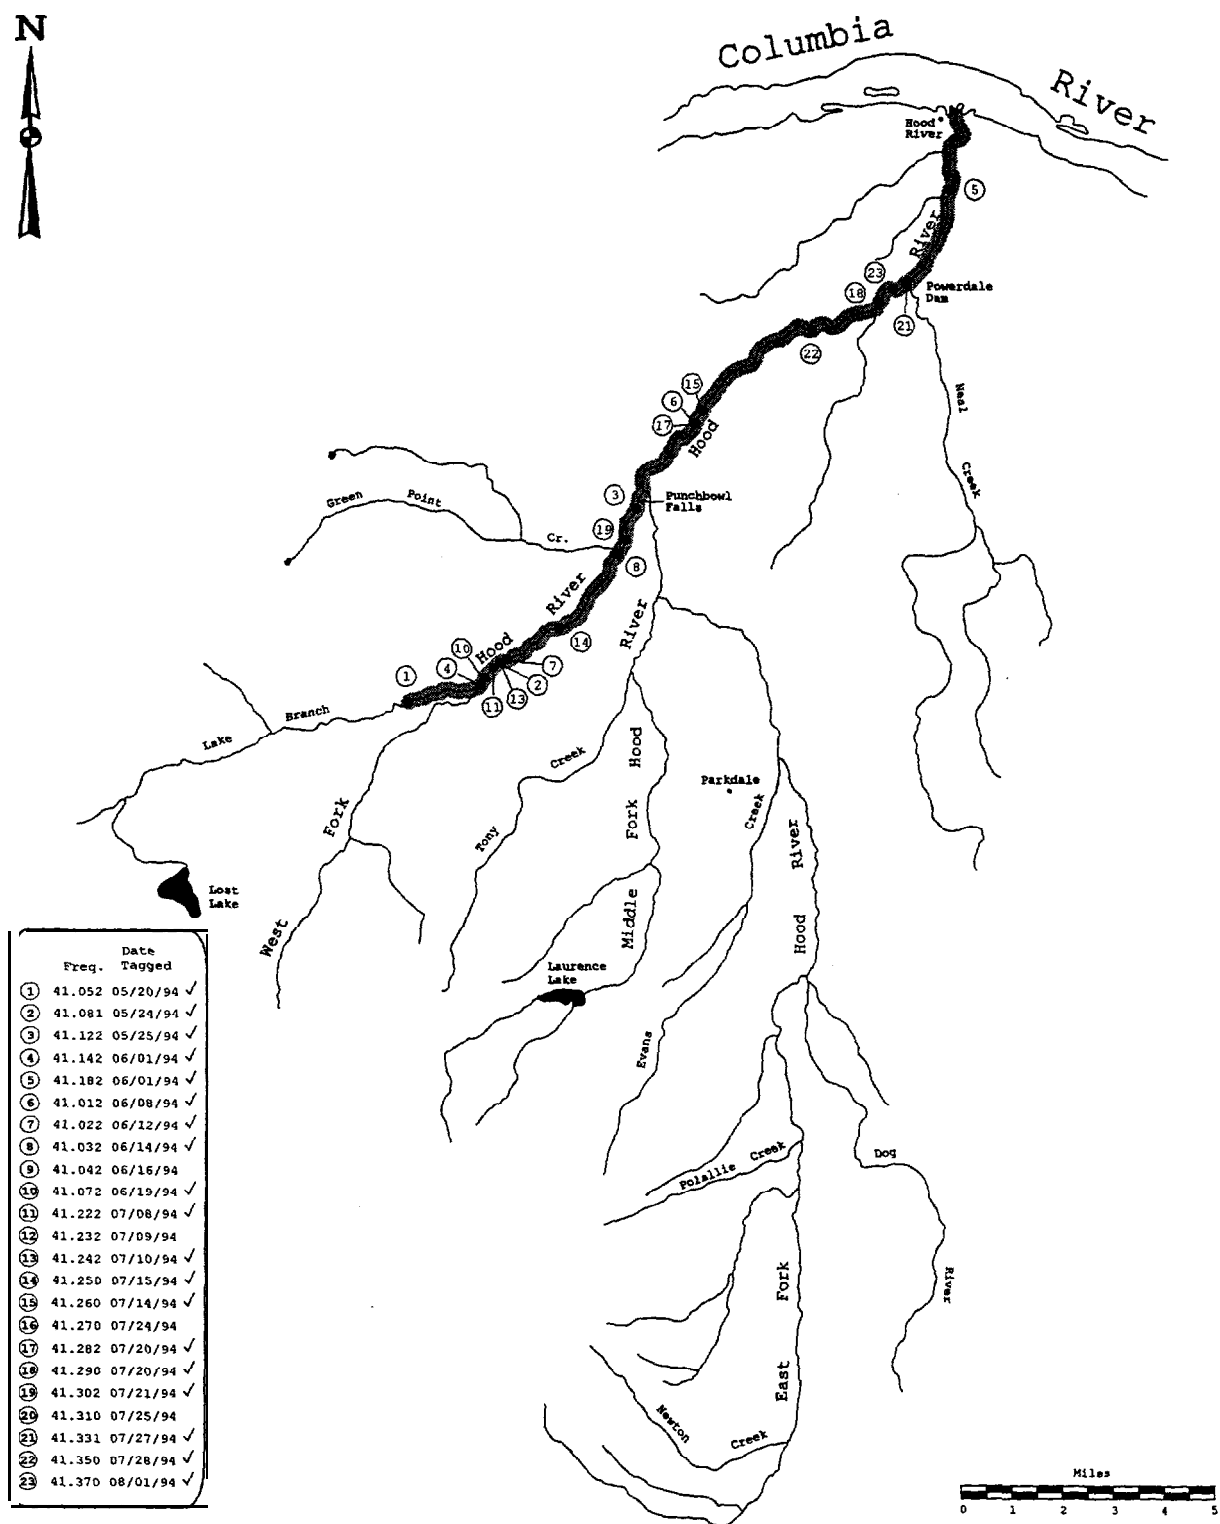 N
Columbia
River
Hood
River
5
River
23
18
Powerdale
Dam
21
22
Neal
Creek
15
6
17
Hood
3
Punchbowl
Falls
Green Point
Cr.
19
8
River
Hood
River
14
10
4
1
7
2
13
11
Lake Branch
Fork
West
Lost
Lake
Creek
Tony
Hood
Fork
Middle
Parkdale
Creek
Evans
River
Hood
Laurence
Lake
Polallie Creek
Dog
River
Fork
East
Newton
Creek
Date
Freq. Tagged
1 41.052 05/20/94 ✓
2 41.081 05/24/94 ✓
3 41.122 05/25/94 ✓
4 41.142 06/01/94 ✓
5 41.182 06/01/94 ✓
6 41.012 06/08/94 ✓
7 41.022 06/12/94 ✓
8 41.032 06/14/94 ✓
9 41.042 06/16/94
10 41.072 06/19/94 ✓
11 41.222 07/08/94 ✓
12 41.232 07/09/94
13 41.242 07/10/94 ✓
14 41.250 07/15/94 ✓
15 41.260 07/14/94 ✓
16 41.270 07/24/94
17 41.282 07/20/94 ✓
18 41.290 07/20/94 ✓
19 41.302 07/21/94 ✓
20 41.310 07/25/94
21 41.331 07/27/94 ✓
22 41.350 07/28/94 ✓
23 41.370 08/01/94 ✓
Miles
0 1 2 3 4 5